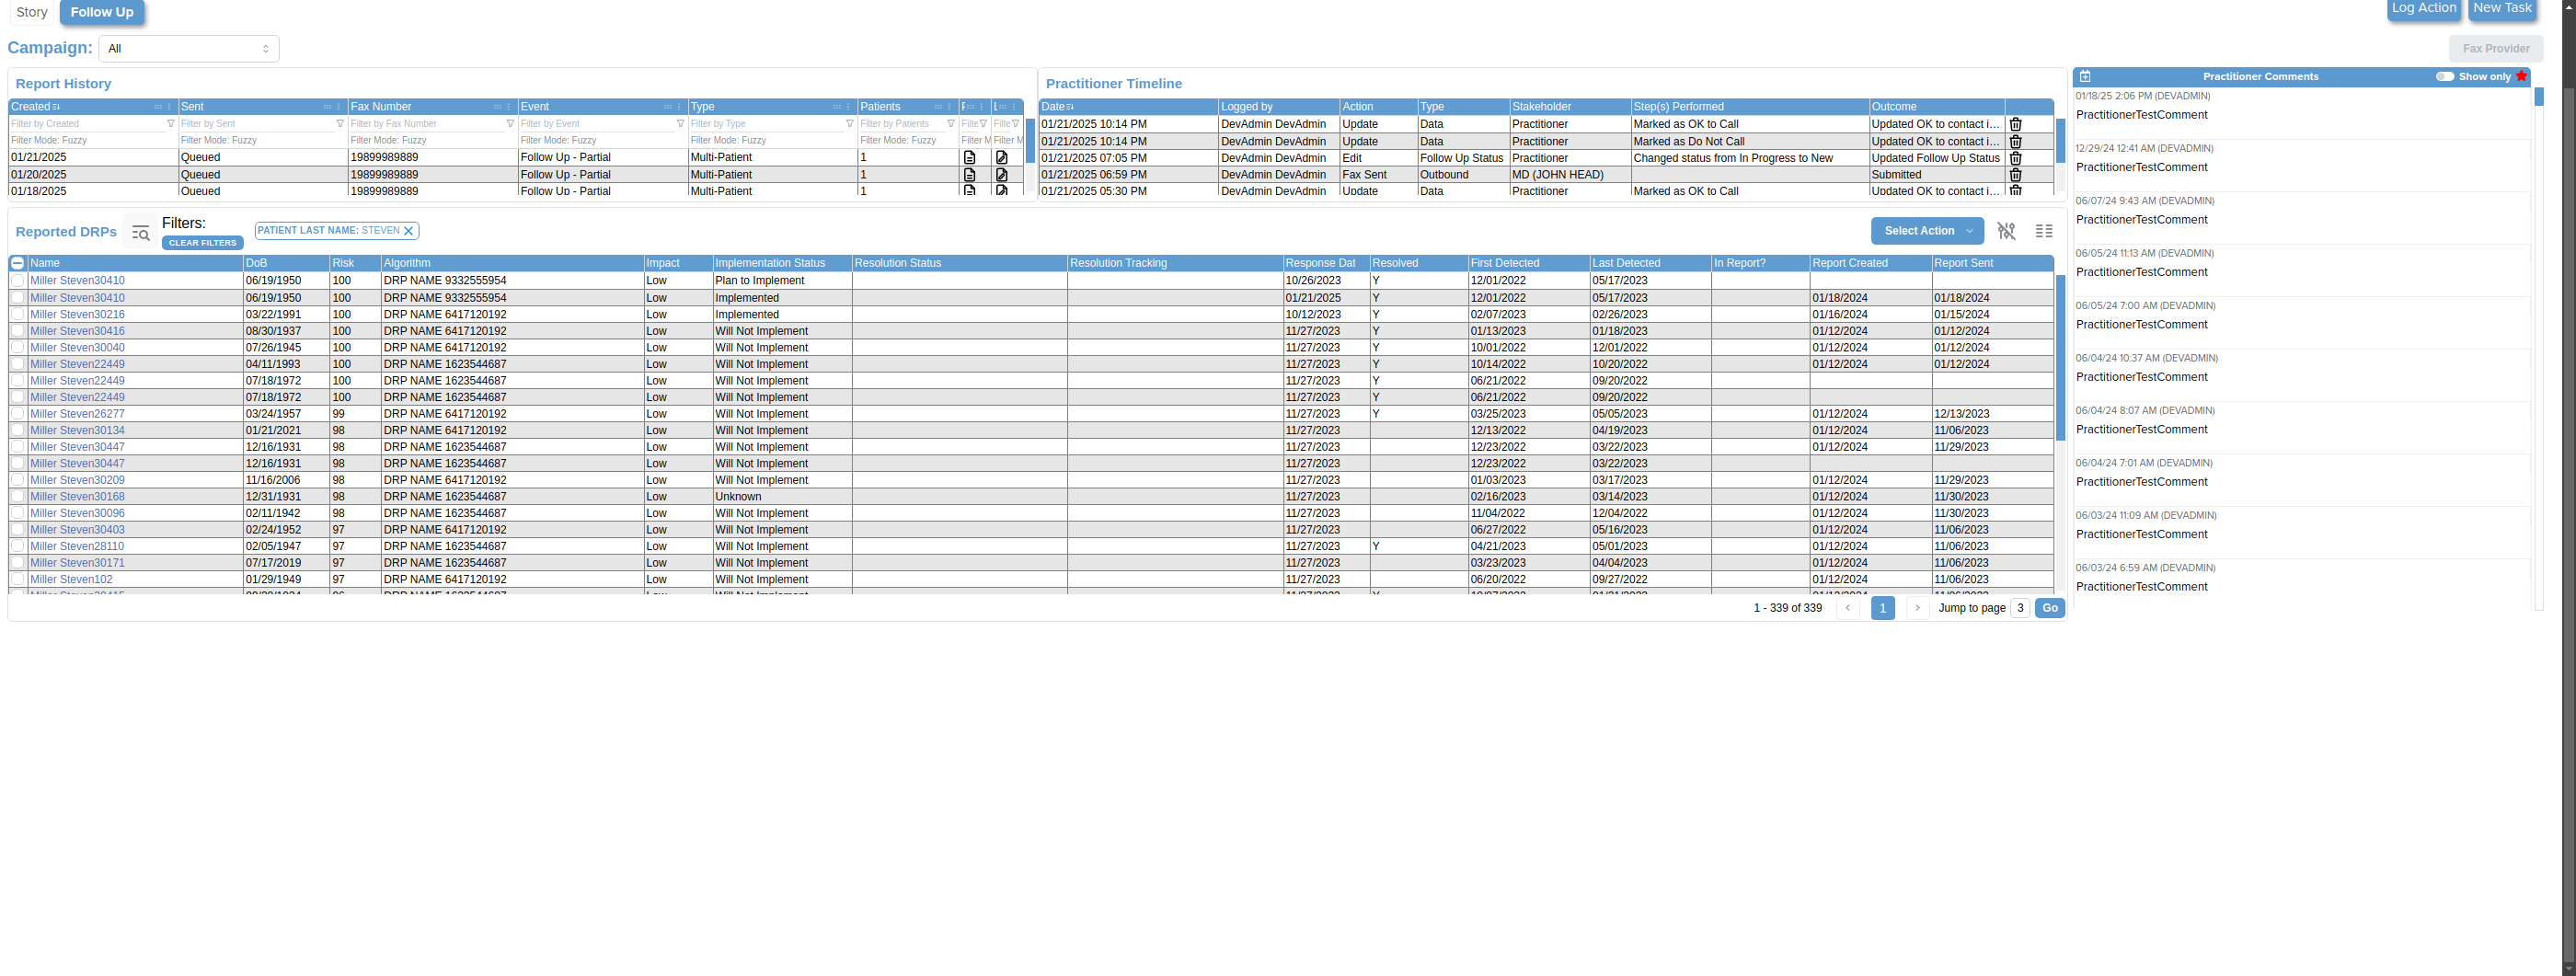 Story Follow Up Log Action New Task
Campaign: All Fax Provider
Report History
Created Sent Fax Number Event Type Patients
Filter by Created Filter by Sent Filter by Fax Number Filter by Event Filter by Type Filter by Patients Filte Filte
Filter Mode: Fuzzy Filter Mode: Fuzzy Filter Mode: Fuzzy Filter Mode: Fuzzy Filter Mode: Fuzzy Filter Mode: Fuzzy Filter M Filter M
01/21/2025 Queued 19899989889 Follow Up - Partial Multi-Patient 1
01/20/2025 Queued 19899989889 Follow Up - Partial Multi-Patient 1
01/18/2025 Queued 19899989889 Follow Up - Partial Multi-Patient 1
Practitioner Timeline
Date Logged by Action Type Stakeholder Step(s) Performed Outcome
01/21/2025 10:14 PM DevAdmin DevAdmin Update Data Practitioner Marked as OK to Call Updated OK to contact i...
01/21/2025 10:14 PM DevAdmin DevAdmin Update Data Practitioner Marked as Do Not Call Updated OK to contact i...
01/21/2025 07:05 PM DevAdmin DevAdmin Edit Follow Up Status Practitioner Changed status from In Progress to New Updated Follow Up Status
01/21/2025 06:59 PM DevAdmin DevAdmin Fax Sent Outbound MD (JOHN HEAD) Submitted
01/21/2025 05:30 PM DevAdmin DevAdmin Update Data Practitioner Marked as OK to Call Updated OK to contact i...
Practitioner Comments Show only
01/18/25 2:06 PM (DEVADMIN)
PractitionerTestComment
12/29/24 12:41 AM (DEVADMIN)
PractitionerTestComment
06/07/24 9:43 AM (DEVADMIN)
PractitionerTestComment
06/05/24 11:13 AM (DEVADMIN)
PractitionerTestComment
06/05/24 7:00 AM (DEVADMIN)
PractitionerTestComment
06/04/24 10:37 AM (DEVADMIN)
PractitionerTestComment
06/04/24 8:07 AM (DEVADMIN)
PractitionerTestComment
06/04/24 7:01 AM (DEVADMIN)
PractitionerTestComment
06/03/24 11:09 AM (DEVADMIN)
PractitionerTestComment
06/03/24 6:59 AM (DEVADMIN)
PractitionerTestComment
Reported DRPs Filters: CLEAR FILTERS PATIENT LAST NAME: STEVEN Select Action
Name DoB Risk Algorithm Impact Implementation Status Resolution Status Resolution Tracking Response Dat Resolved First Detected Last Detected In Report? Report Created Report Sent
Miller Steven30410 06/19/1950 100 DRP NAME 9332555954 Low Plan to Implement 10/26/2023 Y 12/01/2022 05/17/2023
Miller Steven30410 06/19/1950 100 DRP NAME 9332555954 Low Implemented 01/21/2025 Y 12/01/2022 05/17/2023 01/18/2024 01/18/2024
Miller Steven30216 03/22/1991 100 DRP NAME 6417120192 Low Implemented 10/12/2023 Y 02/07/2023 02/26/2023 01/16/2024 01/15/2024
Miller Steven30416 08/30/1937 100 DRP NAME 6417120192 Low Will Not Implement 11/27/2023 Y 01/13/2023 01/18/2023 01/12/2024 01/12/2024
Miller Steven30040 07/26/1945 100 DRP NAME 6417120192 Low Will Not Implement 11/27/2023 Y 10/01/2022 12/01/2022 01/12/2024 01/12/2024
Miller Steven22449 04/11/1993 100 DRP NAME 1623544687 Low Will Not Implement 11/27/2023 Y 10/14/2022 10/20/2022 01/12/2024 01/12/2024
Miller Steven22449 07/18/1972 100 DRP NAME 1623544687 Low Will Not Implement 11/27/2023 Y 06/21/2022 09/20/2022
Miller Steven22449 07/18/1972 100 DRP NAME 1623544687 Low Will Not Implement 11/27/2023 Y 06/21/2022 09/20/2022
Miller Steven26277 03/24/1957 99 DRP NAME 6417120192 Low Will Not Implement 11/27/2023 Y 03/25/2023 05/05/2023 01/12/2024 12/13/2023
Miller Steven30134 01/21/2021 98 DRP NAME 6417120192 Low Will Not Implement 11/27/2023 12/13/2022 04/19/2023 01/12/2024 11/06/2023
Miller Steven30447 12/16/1931 98 DRP NAME 1623544687 Low Will Not Implement 11/27/2023 12/23/2022 03/22/2023 01/12/2024 11/29/2023
Miller Steven30447 12/16/1931 98 DRP NAME 1623544687 Low Will Not Implement 11/27/2023 12/23/2022 03/22/2023
Miller Steven30209 11/16/2006 98 DRP NAME 6417120192 Low Will Not Implement 11/27/2023 01/03/2023 03/17/2023 01/12/2024 11/29/2023
Miller Steven30168 12/31/1931 98 DRP NAME 1623544687 Low Unknown 11/27/2023 02/16/2023 03/14/2023 01/12/2024 11/30/2023
Miller Steven30096 02/11/1942 98 DRP NAME 1623544687 Low Will Not Implement 11/27/2023 11/04/2022 12/04/2022 01/12/2024 11/30/2023
Miller Steven30403 02/24/1952 97 DRP NAME 6417120192 Low Will Not Implement 11/27/2023 06/27/2022 05/16/2023 01/12/2024 11/06/2023
Miller Steven28110 02/05/1947 97 DRP NAME 1623544687 Low Will Not Implement 11/27/2023 Y 04/21/2023 05/01/2023 01/12/2024 11/06/2023
Miller Steven30171 07/17/2019 97 DRP NAME 1623544687 Low Will Not Implement 11/27/2023 03/23/2023 04/04/2023 01/12/2024 11/06/2023
Miller Steven102 01/29/1949 97 DRP NAME 6417120192 Low Will Not Implement 11/27/2023 06/20/2022 09/27/2022 01/12/2024 11/06/2023
1 - 339 of 339 1 Jump to page 3 Go